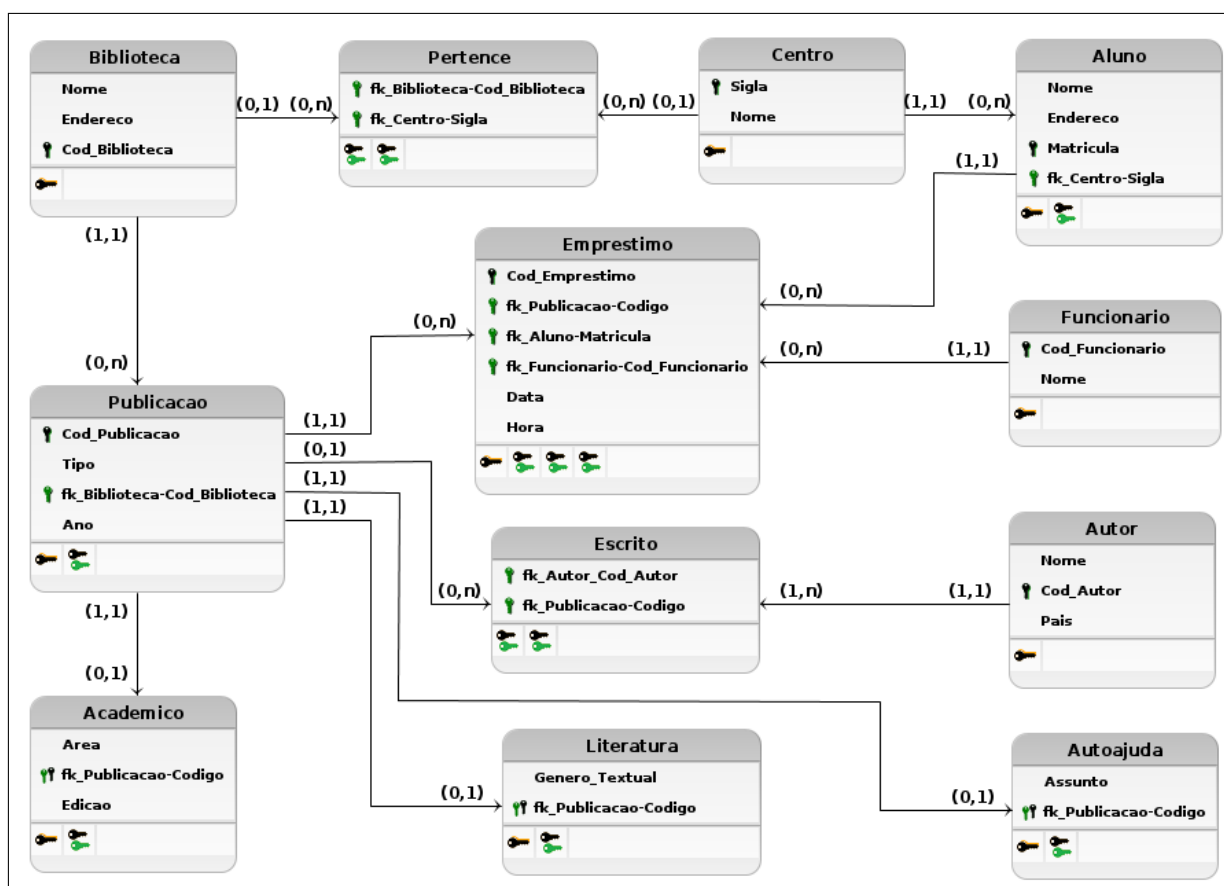 Biblioteca
Nome
Endereco
Cod_Biblioteca
(0,1) (0,n)
Pertence
fk_Biblioteca-Cod_Biblioteca
fk_Centro-Sigla
(0,n) (0,1)
Centro
Sigla
Nome
(1,1) (0,n)
Aluno
Nome
Endereco
Matricula
fk_Centro-Sigla
(1,1)
(1,1)
(0,n)
Emprestimo
Cod_Emprestimo
fk_Publicacao-Codigo
fk_Aluno-Matricula
fk_Funcionario-Cod_Funcionario
Data
Hora
(0,n)
(0,n)
(0,n) (1,1)
Funcionario
Cod_Funcionario
Nome
Publicacao
Cod_Publicacao
Tipo
fk_Biblioteca-Cod_Biblioteca
Ano
(1,1)
(0,1)
(1,1)
(1,1)
(0,n)
Escrito
fk_Autor_Cod_Autor
fk_Publicacao-Codigo
(1,n) (1,1)
Autor
Nome
Cod_Autor
Pais
(1,1)
(0,1)
Academico
Area
fk_Publicacao-Codigo
Edicao
(0,1)
Literatura
Genero_Textual
fk_Publicacao-Codigo
(0,1)
Autoajuda
Assunto
fk_Publicacao-Codigo